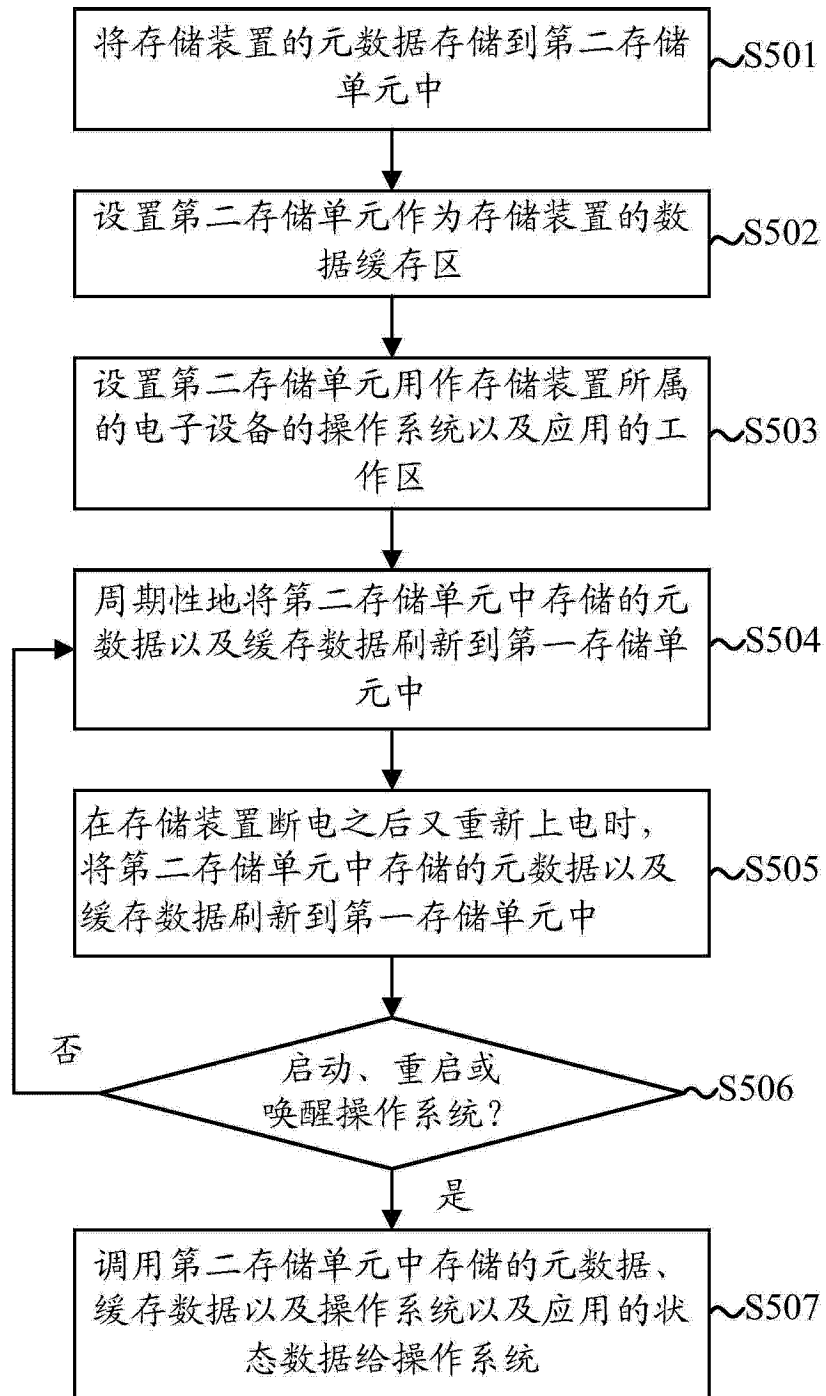 将存储装置的元数据存储到第二存储
单元中
S501
设置第二存储单元作为存储装置的数
据缓存区
S502
设置第二存储单元用作存储装置所属
的电子设备的操作系统以及应用的工
作区
S503
周期性地将第二存储单元中存储的元
数据以及缓存数据刷新到第一存储单
元中
S504
在存储装置断电之后又重新上电时，
将第二存储单元中存储的元数据以及
缓存数据刷新到第一存储单元中
S505
启动、重启或
唤醒操作系统?
S506
否
是
调用第二存储单元中存储的元数据、
缓存数据以及操作系统以及应用的状
态数据给操作系统
S507